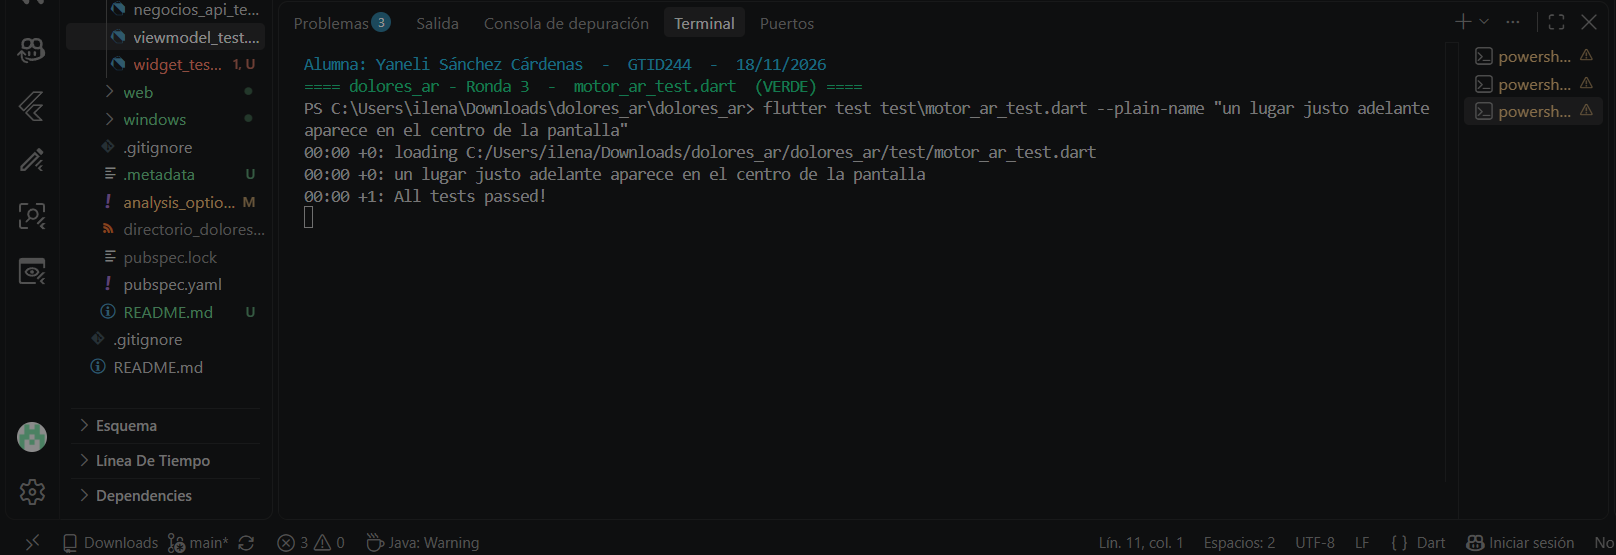 negocios_api_te...
viewmodel_test....
widget_tes... 1, U
web
windows
.gitignore
.metadata U
analysis_optio... M
directorio_dolores...
pubspec.lock
pubspec.yaml
README.md U
.gitignore
README.md
Esquema
Línea De Tiempo
Dependencies
Problemas 3 Salida Consola de depuración Terminal Puertos
Alumna: Yaneli Sánchez Cárdenas - GTID244 - 18/11/2026
==== dolores_ar - Ronda 3 - motor_ar_test.dart (VERDE) ====
PS C:\Users\ilena\Downloads\dolores_ar\dolores_ar> flutter test test\motor_ar_test.dart --plain-name "un lugar justo adelante
aparece en el centro de la pantalla"
00:00 +0: loading C:/Users/ilena/Downloads/dolores_ar/dolores_ar/test/motor_ar_test.dart
00:00 +0: un lugar justo adelante aparece en el centro de la pantalla
00:00 +1: All tests passed!
powersh...
powersh...
powersh...
Downloads main* 3 0 Java: Warning Lín. 11, col. 1 Espacios: 2 UTF-8 LF { } Dart Iniciar sesión No